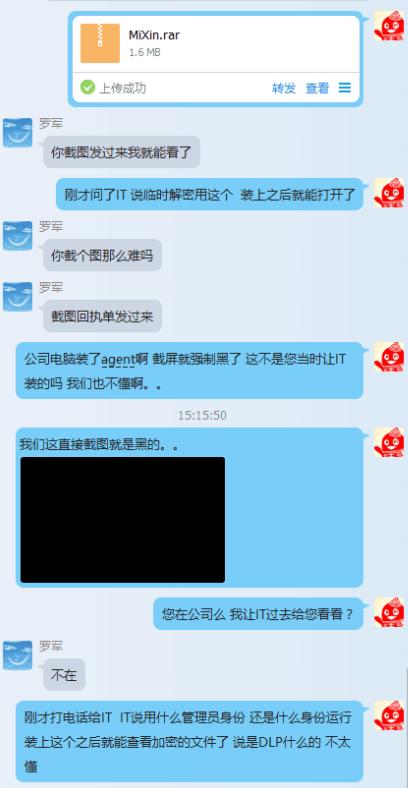 MiXin.rar
1.6 MB
上传成功 转发 查看
罗军
你截图发过来我就能看了
刚才问了IT 说临时解密用这个  装上之后就能打开了
罗军
你截个图那么难吗
罗军
截图回执单发过来
公司电脑装了agent啊 截屏就强制黑了 这不是您当时让IT
装的吗 我们也不懂啊。。
15:15:50
我们这直接截图就是黑的。。
您在公司么 我让IT过去给您看看？
罗军
不在
刚才打电话给IT  IT说用什么管理员身份 还是什么身份运行
装上这个之后就能查看加密的文件了 说是DLP什么的 不太
懂